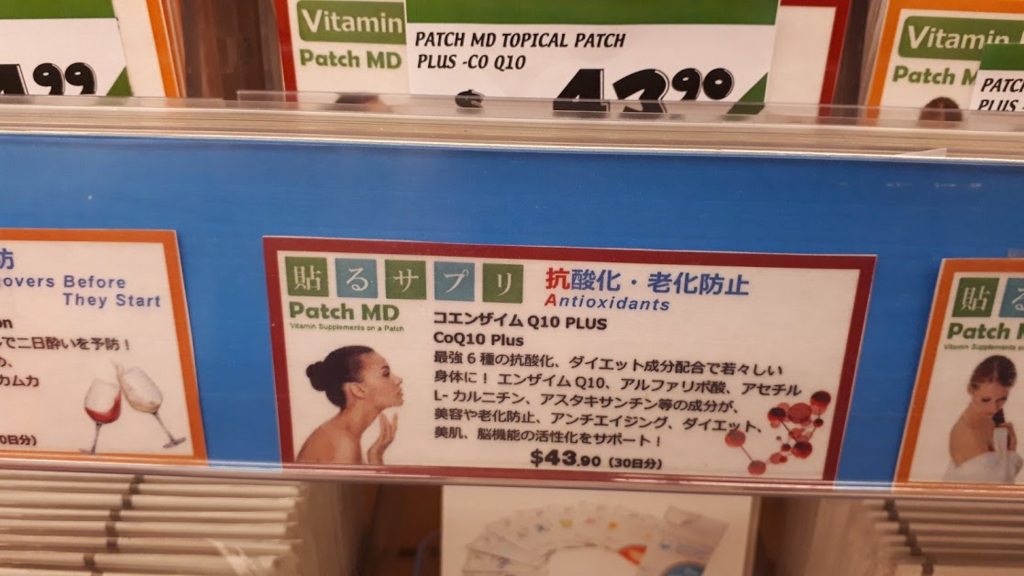 99
Vitamin
Patch MD
PATCH MD TOPICAL PATCH
PLUS -CO Q10
Vitamin
Patch
PLUS
overs Before
They Start
で二日酔いを予防！
カムカ
貼るサプリ
Patch MD
Vitamin Supplements on a Patch
抗酸化・老化防止
Antioxidants
コエンザイム Q10 PLUS
CoQ10 Plus
最強 6 種の抗酸化、ダイエット成分配合で若々しい
身体に！ エンザイム Q10、アルファリポ酸、アセチル
L- カルニチン、アスタキサンチン等の成分が、
美容や老化防止、アンチエイジング、ダイエット、
美肌、脳機能の活性化をサポート！
$43.90（30日分）
貼る
Patch M
Vitamin Supplements on